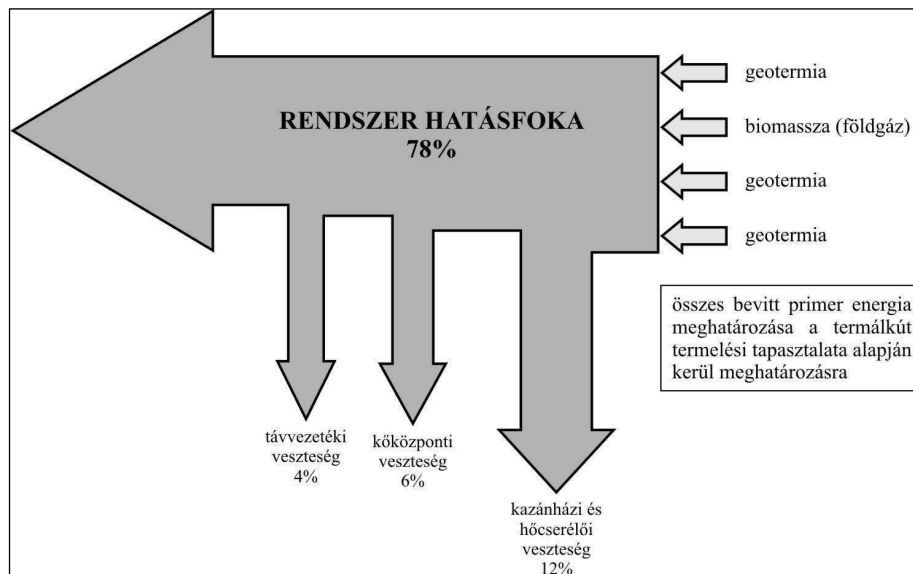 RENDSZER HATÁSFOKA
78%
geotermia
biomassza (földgáz)
geotermia
geotermia
összes bevitt primer energia
meghatározása a termálkút
termelési tapasztalata alapján
kerül meghatározásra
távvezetéki
veszteség
4%
kőközponti
veszteség
6%
kazánházi és
hőcserélői
veszteség
12%